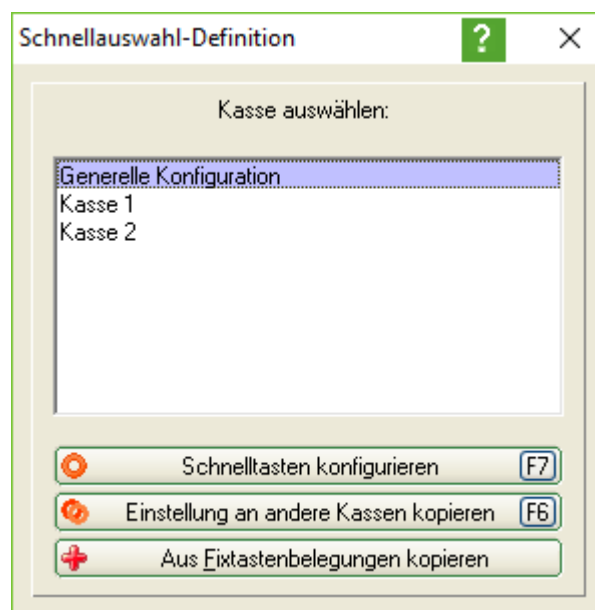 Schnellauswahl-Definition ?
Kasse auswählen:
Generelle Konfiguration
Kasse 1
Kasse 2
Schnelltasten konfigurieren F7
Einstellung an andere Kassen kopieren F6
Aus Fixtastenbelegungen kopieren